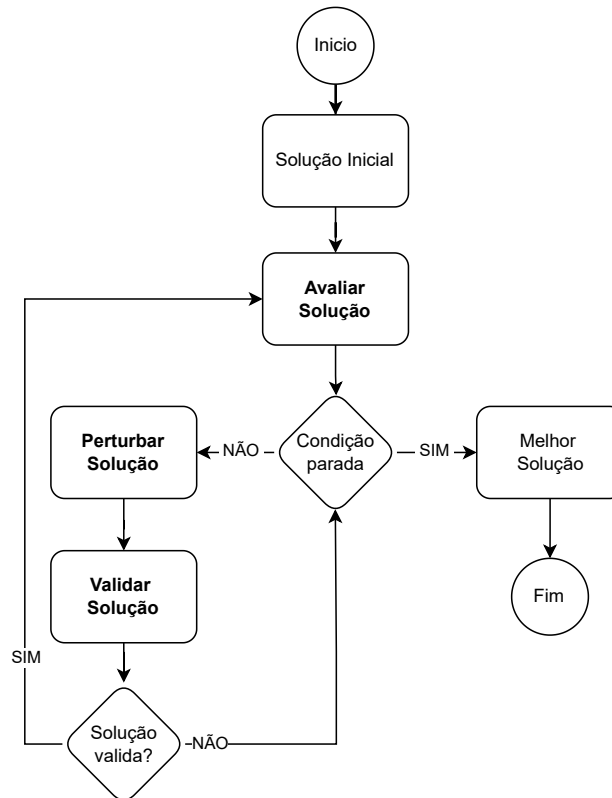 Inicio
Solução Inicial
Avaliar
Solução
Condição
parada
NÃO
SIM
Perturbar
Solução
Melhor
Solução
Validar
Solução
Fim
SIM
Solução
valida?
NÃO